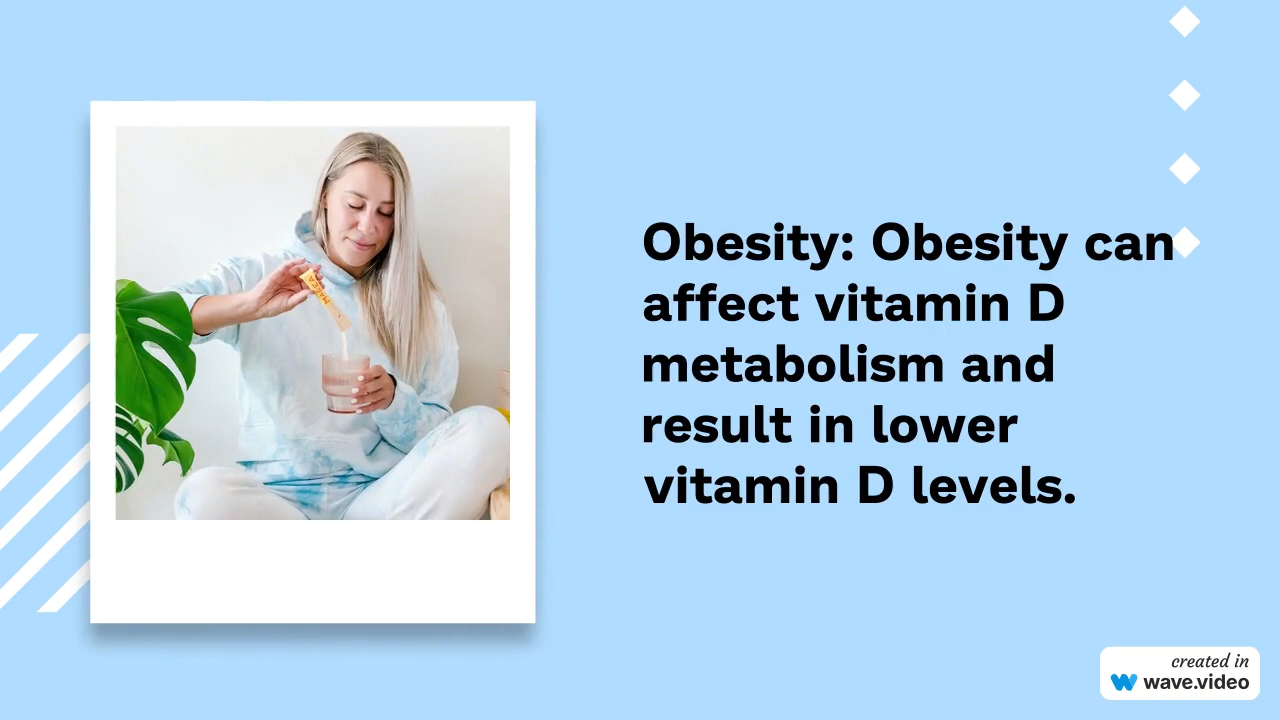 Obesity: Obesity can
affect vitamin D
metabolism and
result in lower
vitamin D levels.
created in
wave.video